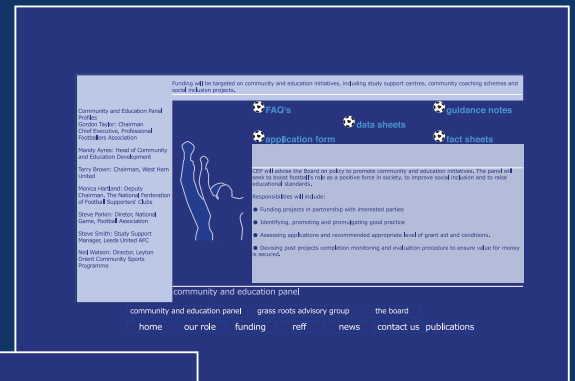 Funding will be targeted on community and education initiatives, including study support centres, community coaching schemes and
social inclusion projects.
Community and Education Panel
Profiles
Gordon Taylor: Chairman
Chief Executive, Professional
Footballers Association
Mandy Ayres: Head of Community
and Education Development
Terry Brown: Chairman, West Ham
United
Monica Hartland: Deputy
Chairman, The National Ferderation
of Football Supporters' Clubs
Steve Parkin: Diretor, National
Game, Football Association
Steve Smith: Study Support
Manager, Leeds United AFC
Neil Watson: Director, Leyton
Orient Community Sports
Programme
FAQ's
guidance notes
data sheets
application form
fact sheets
CEP will advise the Board on policy to promote community and education initiatives. The panel will
seek to boost football's role as a positive force in society, to improve social inclusion and to raise
educational standards.
Responsibilities will include:
● Funding projects in partnership with interested parties
● Identifying, promoting and promulgating good practice
● Assessing applications and recommended appropriate level of grant aid and conditions.
● Devising post projects completion monitoring and evaluation procedure to ensure value for money
is secured.
community and education panel
community and education panel grass roots advisory group the board
home our role funding reff news contact us publications